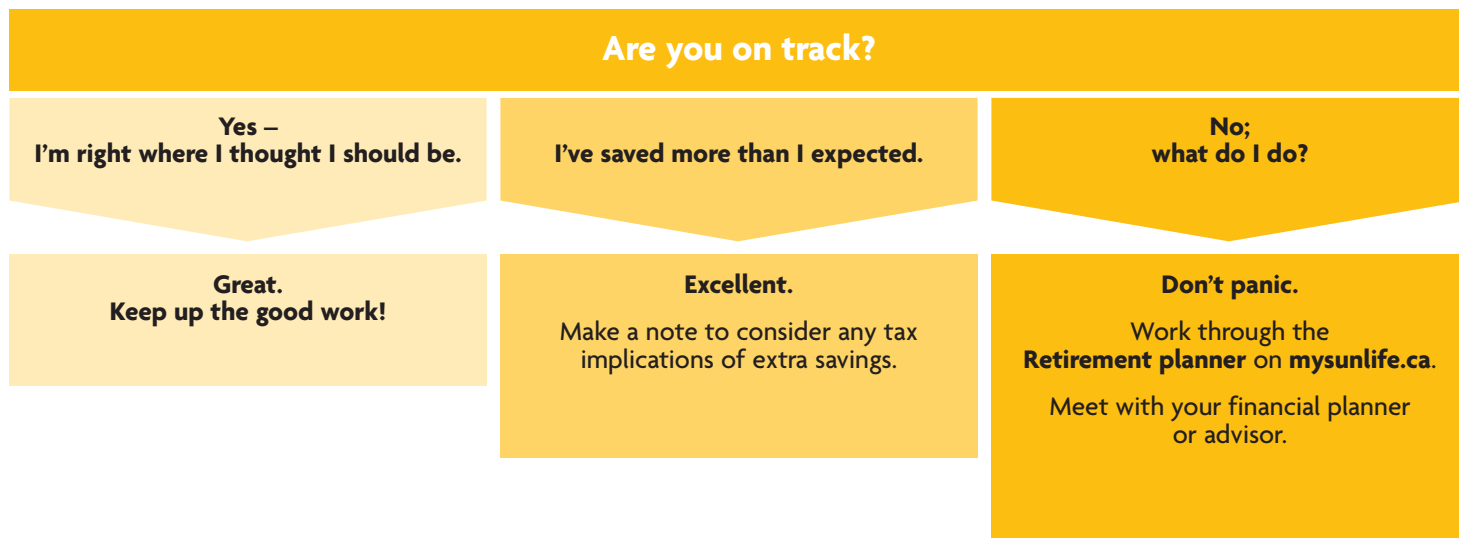 Are you on track?
Yes –
I’m right where I thought I should be.
I’ve saved more than I expected.
No;
what do I do?
Great.
Keep up the good work!
Excellent.
Make a note to consider any tax
implications of extra savings.
Don’t panic.
Work through the
Retirement planner on mysunlife.ca.
Meet with your financial planner
or advisor.